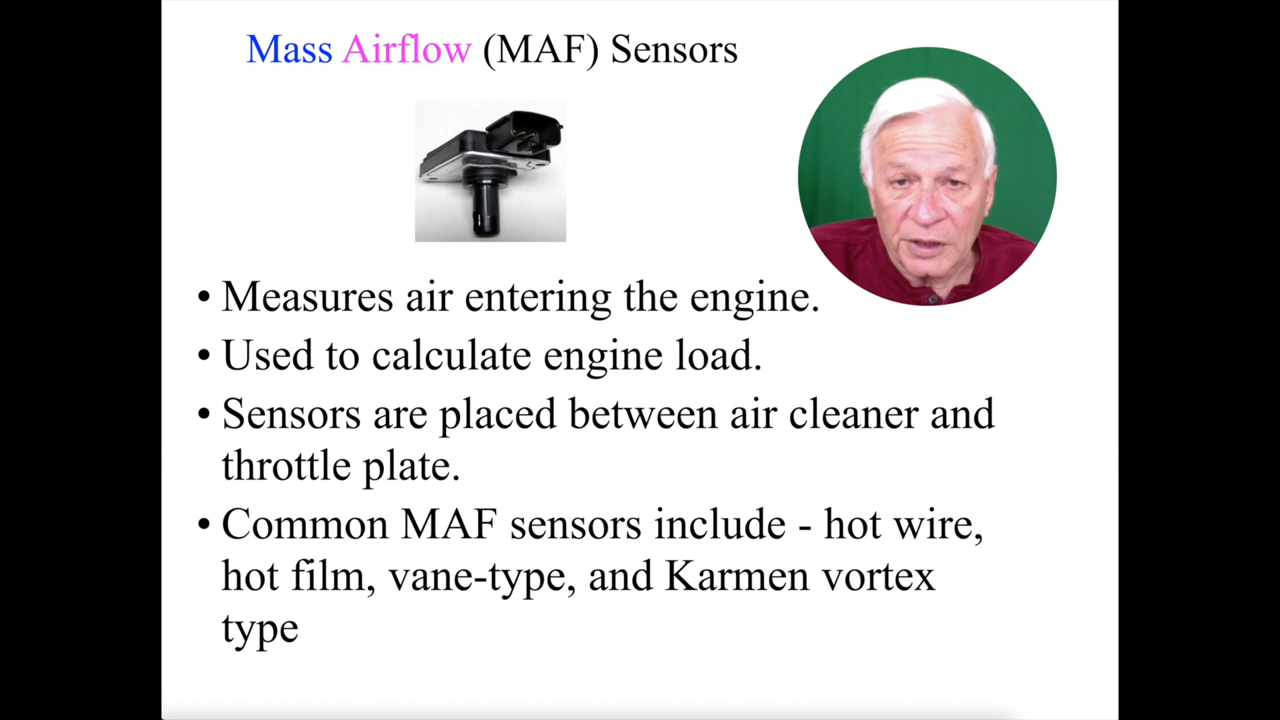 Mass Airflow (MAF) Sensors
• Measures air entering the engine.
• Used to calculate engine load.
• Sensors are placed between air cleaner and
throttle plate.
• Common MAF sensors include - hot wire,
hot film, vane-type, and Karmen vortex
type